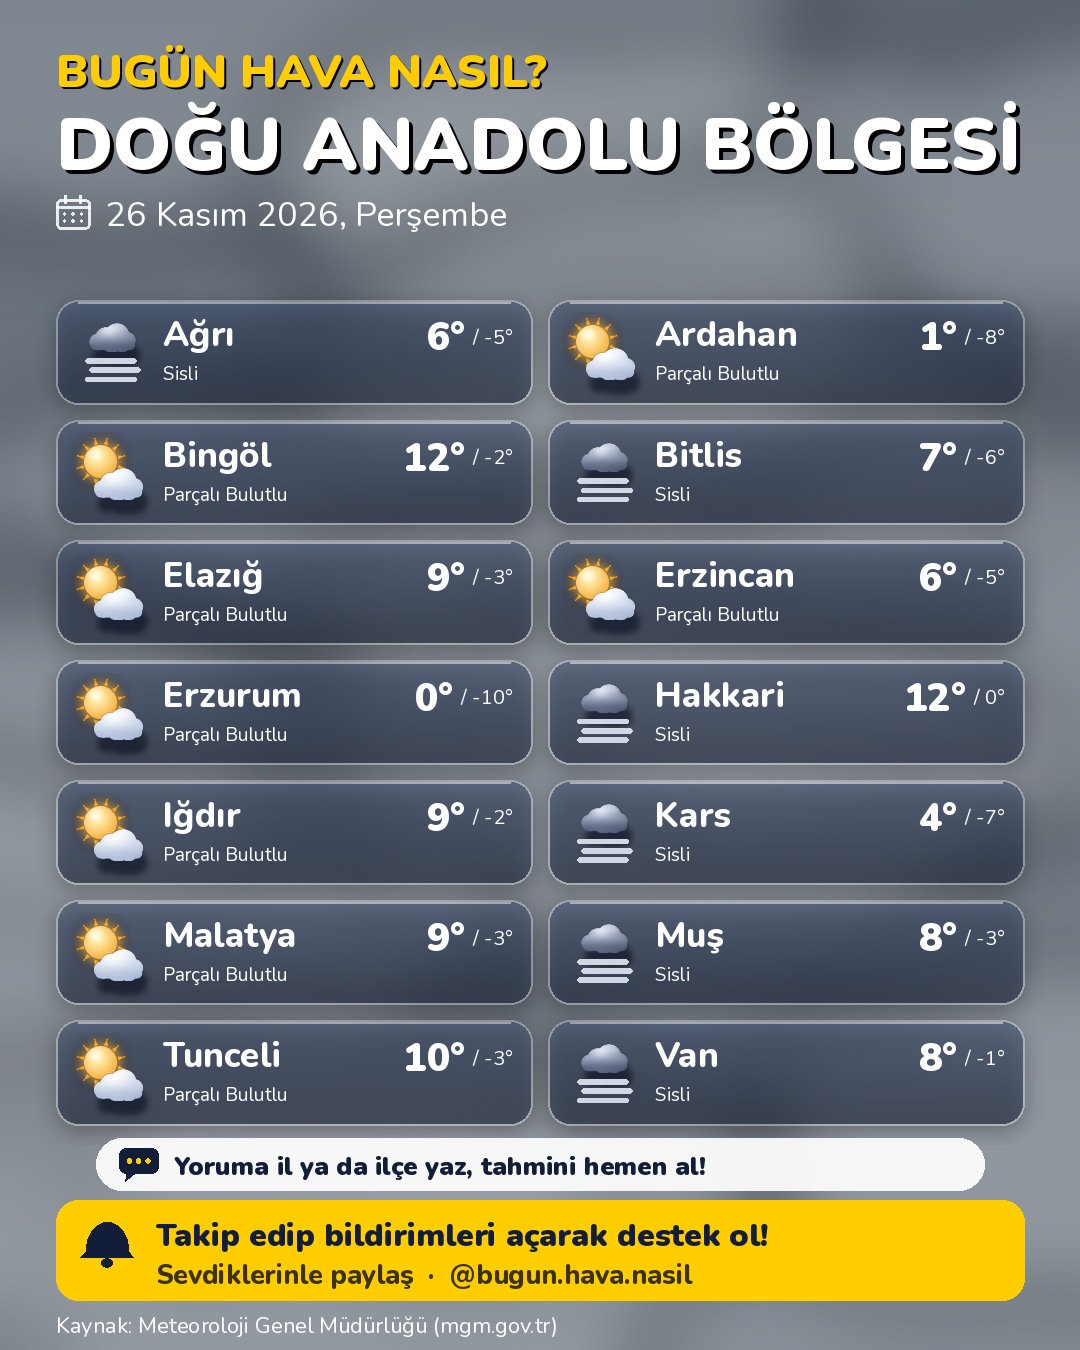 BUGÜN HAVA NASIL?
DOĞU ANADOLU BÖLGESİ
26 Kasım 2026, Perşembe
Ağrı 6° / -5°
Sisli
Ardahan 1° / -8°
Parçalı Bulutlu
Bingöl 12° / -2°
Parçalı Bulutlu
Bitlis 7° / -6°
Sisli
Elazığ 9° / -3°
Parçalı Bulutlu
Erzincan 6° / -5°
Parçalı Bulutlu
Erzurum 0° / -10°
Parçalı Bulutlu
Hakkari 12° / 0°
Sisli
Iğdır 9° / -2°
Parçalı Bulutlu
Kars 4° / -7°
Sisli
Malatya 9° / -3°
Parçalı Bulutlu
Muş 8° / -3°
Sisli
Tunceli 10° / -3°
Parçalı Bulutlu
Van 8° / -1°
Sisli
Yoruma il ya da ilçe yaz, tahmini hemen al!
Takip edip bildirimleri açarak destek ol!
Sevdiklerinle paylaş · @bugun.hava.nasil
Kaynak: Meteoroloji Genel Müdürlüğü (mgm.gov.tr)